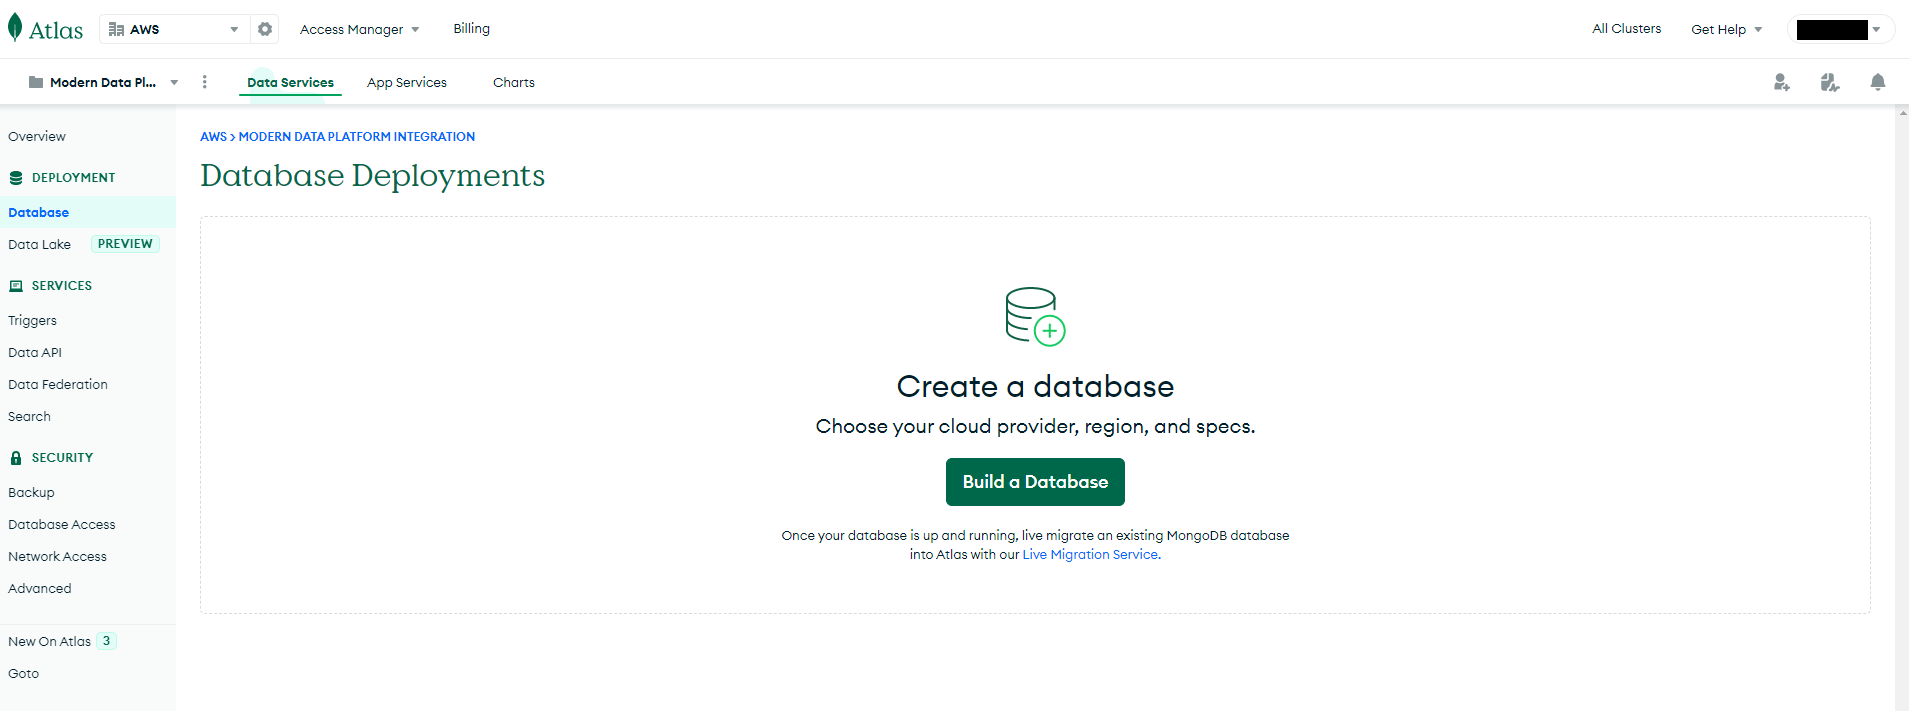 Atlas
AWS
Access Manager
Billing
All Clusters
Get Help
Modern Data Pl...
Data Services
App Services
Charts
Overview
DEPLOYMENT
Database
Data Lake PREVIEW
SERVICES
Triggers
Data API
Data Federation
Search
SECURITY
Backup
Database Access
Network Access
Advanced
New On Atlas 3
Goto
AWS > MODERN DATA PLATFORM INTEGRATION
Database Deployments
Create a database
Choose your cloud provider, region, and specs.
Build a Database
Once your database is up and running, live migrate an existing MongoDB database
into Atlas with our Live Migration Service.